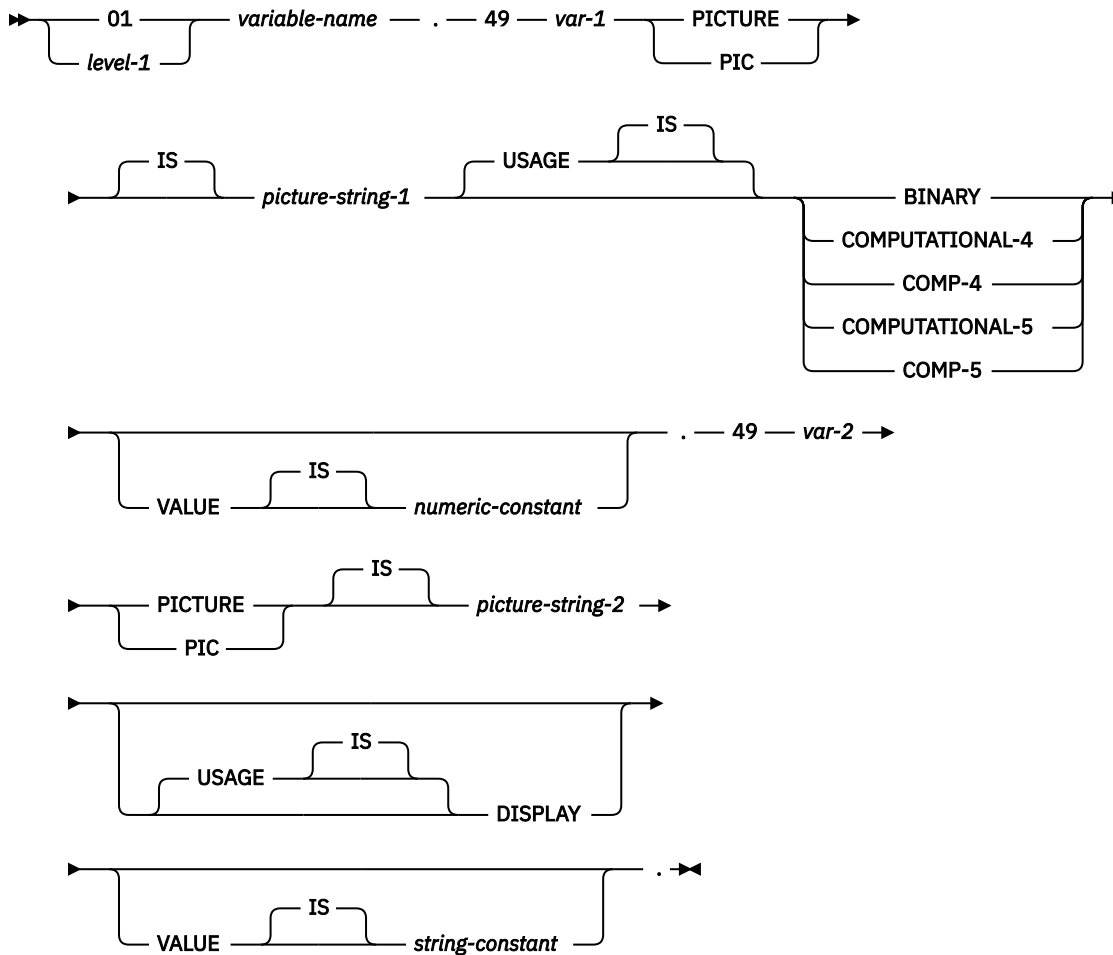 01 variable-name . 49 var-1 PICTURE
level-1 PIC
IS
IS USAGE
picture-string-1 BINARY
COMPUTATIONAL-4
COMP-4
COMPUTATIONAL-5
COMP-5
. 49 var-2
IS
VALUE numeric-constant
IS
PICTURE picture-string-2
PIC
IS
USAGE
DISPLAY
.
IS
VALUE string-constant